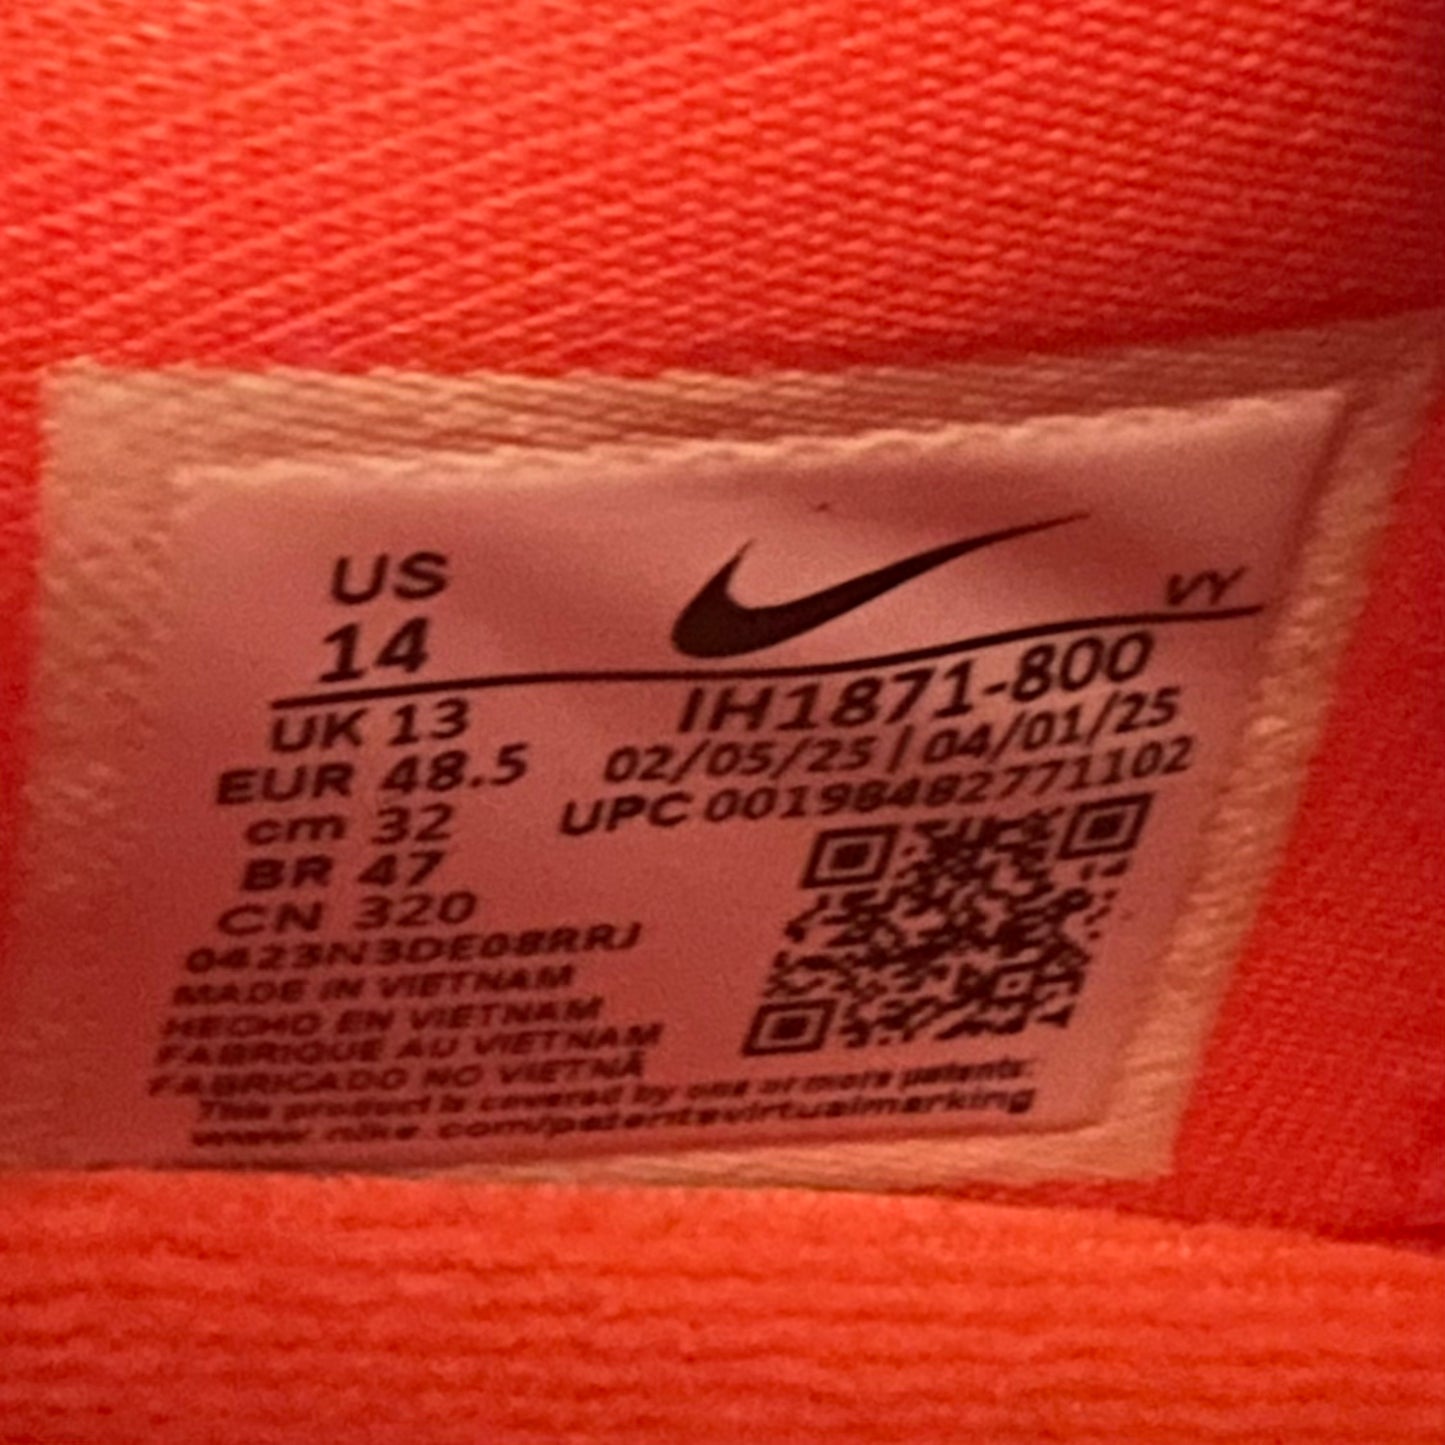 US
14
VY
UK 13
EUR 48.5
cm 32
BR 47
CN 320
IH1871-800
02/05/25 | 04/01/25
UPC 00198482771102
0423N3DE08RRJ
MADE IN VIETNAM
HECHO EN VIETNAM
FABRIQUE AU VIETNAM
FABRICADO NO VIETNÃ
This product is covered by one or more patents:
www.nike.com/patentsvirtualmarking